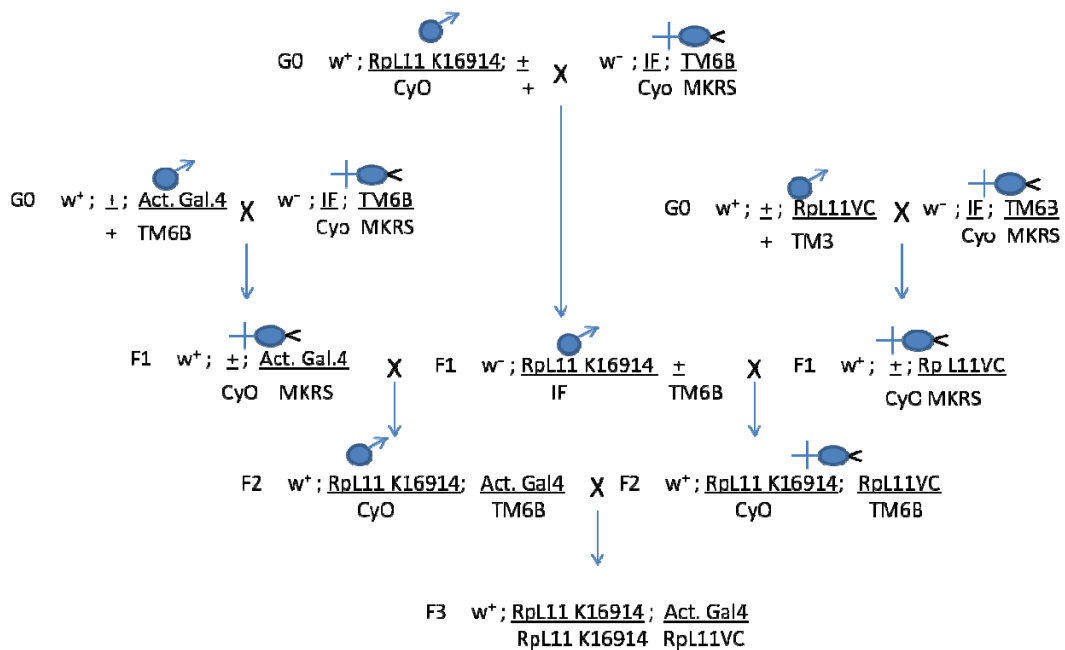 G0 w⁺ ; RpL11 K16914; + X w⁻ ; IF; TM6B
CyO + Cyo MKRS
G0 w⁺ ; +; Act. Gal.4 X w⁻ ; IF; TM6B
+ TM6B Cyo MKRS
G0 w⁺ ; +; RpL11VC X w⁻ ; IF; TM6B
+ TM3 Cyo MKRS
F1 w⁺; +; Act. Gal.4 X F1 w⁻ ; RpL11 K16914 + X F1 w⁺ ; +; Rp L11VC
CyO MKRS IF TM6B CyO MKRS
F2 w⁺ ; RpL11 K16914; Act. Gal4 X F2 w⁺ ; RpL11 K16914; RpL11VC
CyO TM6B CyO TM6B
F3 w⁺ ; RpL11 K16914 ; Act. Gal4
RpL11 K16914 RpL11VC